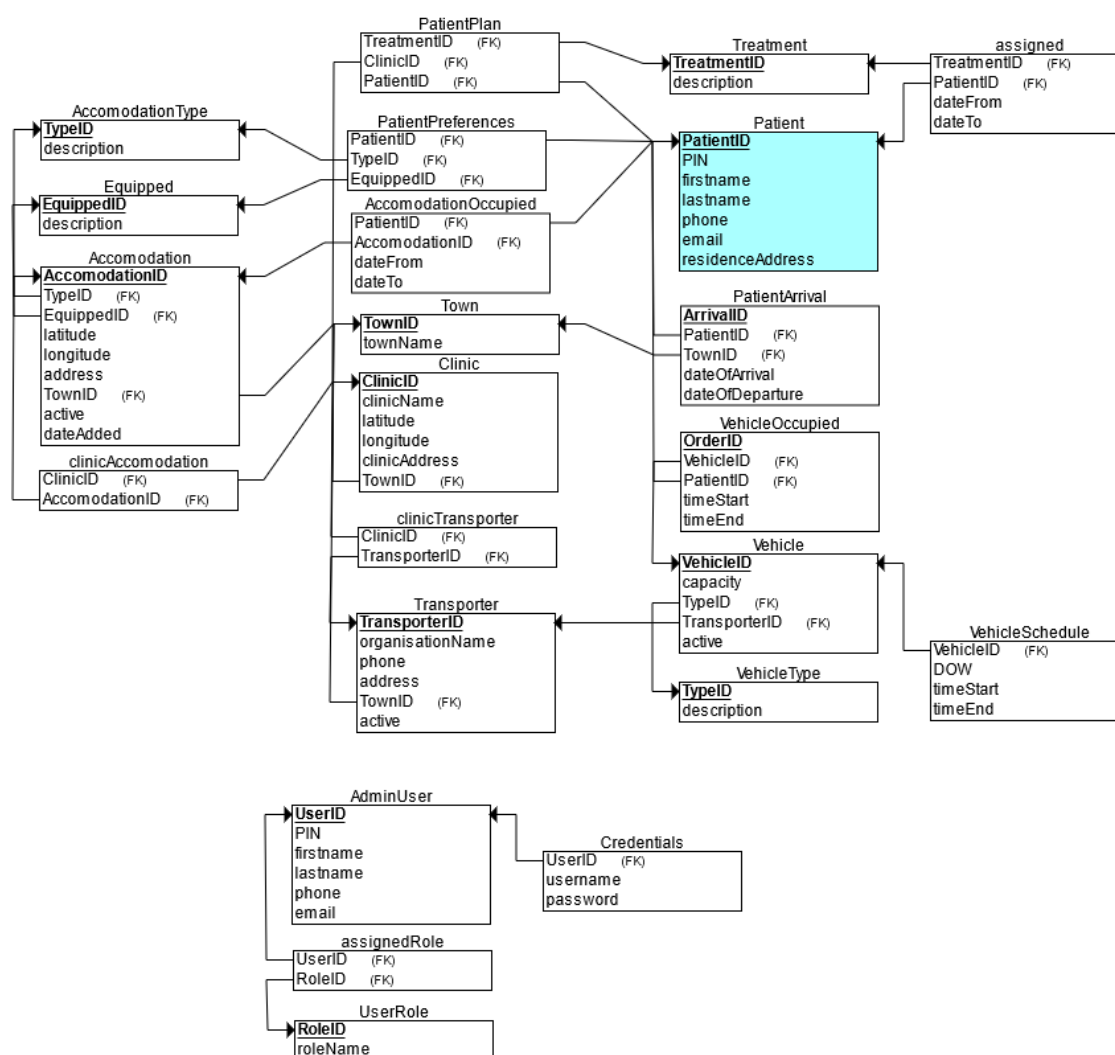 PatientPlan
TreatmentID (FK)
ClinicID (FK)
PatientID (FK)
Treatment
TreatmentID
description
assigned
TreatmentID (FK)
PatientID (FK)
dateFrom
dateTo
AccomodationType
TypeID
description
PatientPreferences
PatientID (FK)
TypeID (FK)
EquippedID (FK)
Patient
PatientID
PIN
firstname
lastname
phone
email
residenceAddress
Equipped
EquippedID
description
AccomodationOccupied
PatientID (FK)
AccomodationID (FK)
dateFrom
dateTo
Accomodation
AccomodationID
TypeID (FK)
EquippedID (FK)
latitude
longitude
address
TownID (FK)
active
dateAdded
Town
TownID
townName
PatientArrival
ArrivalID
PatientID (FK)
TownID (FK)
dateOfArrival
dateOfDeparture
Clinic
ClinicID
clinicName
latitude
longitude
clinicAddress
TownID (FK)
VehicleOccupied
OrderID
VehicleID (FK)
PatientID (FK)
timeStart
timeEnd
clinicAccomodation
ClinicID (FK)
AccomodationID (FK)
clinicTransporter
ClinicID (FK)
TransporterID (FK)
Vehicle
VehicleID
capacity
TypeID (FK)
TransporterID (FK)
active
Transporter
TransporterID
organisationName
phone
address
TownID (FK)
active
VehicleSchedule
VehicleID (FK)
DOW
timeStart
timeEnd
VehicleType
TypeID
description
AdminUser
UserID
PIN
firstname
lastname
phone
email
Credentials
UserID (FK)
username
password
assignedRole
UserID (FK)
RoleID (FK)
UserRole
RoleID
roleName